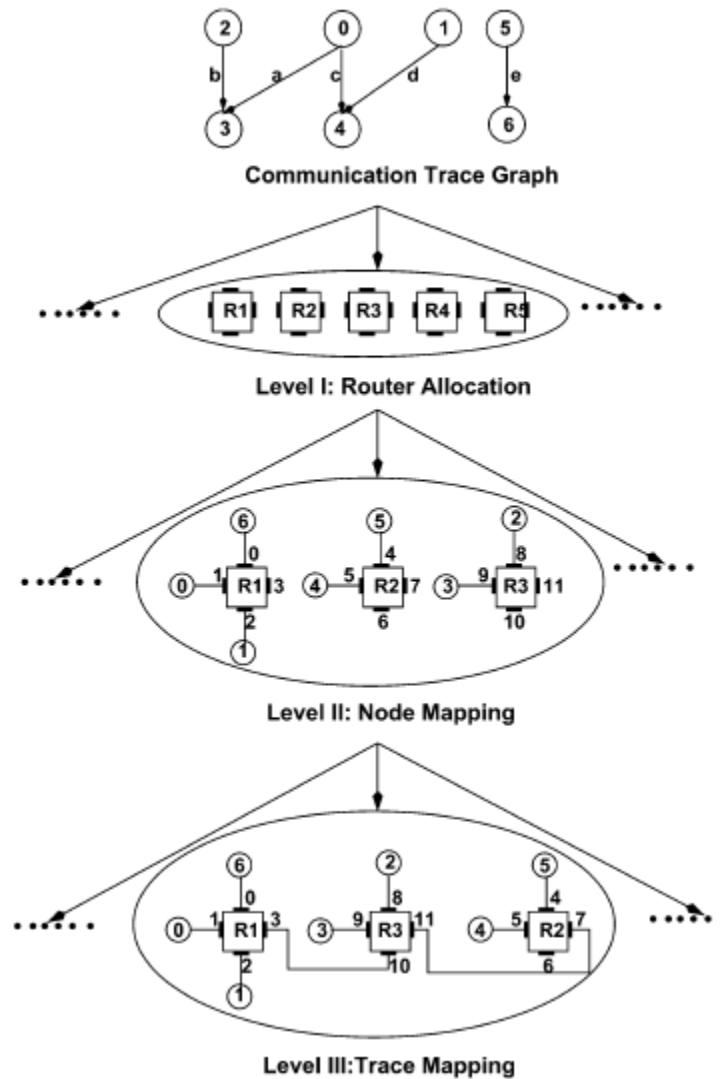 2 0 1 5
b a c d e
3 4 6
Communication Trace Graph
R1 R2 R3 R4 R5
Level I: Router Allocation
6 5 2
0 4 8
0 1 R1 3 4 5 R2 7 3 9 R3 11
2 6 10
1
Level II: Node Mapping
6 2 5
0 8 4
0 1 R1 3 3 9 R3 11 4 5 R2 7
2 10 6
1
Level III:Trace Mapping